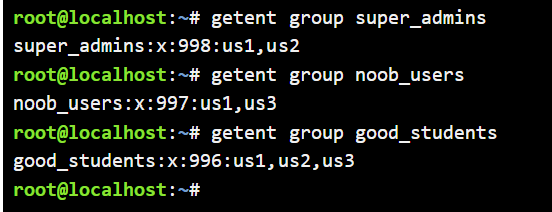 root@localhost:~# getent group super_admins
super_admins:x:998:us1,us2
root@localhost:~# getent group noob_users
noob_users:x:997:us1,us3
root@localhost:~# getent group good_students
good_students:x:996:us1,us2,us3
root@localhost:~#